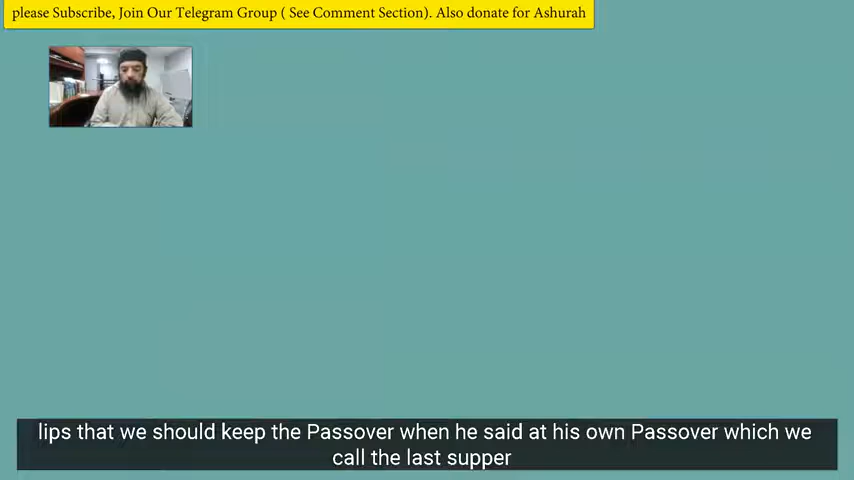 please Subscribe, Join Our Telegram Group ( See Comment Section). Also donate for Ashurah
lips that we should keep the Passover when he said at his own Passover which we
call the last supper